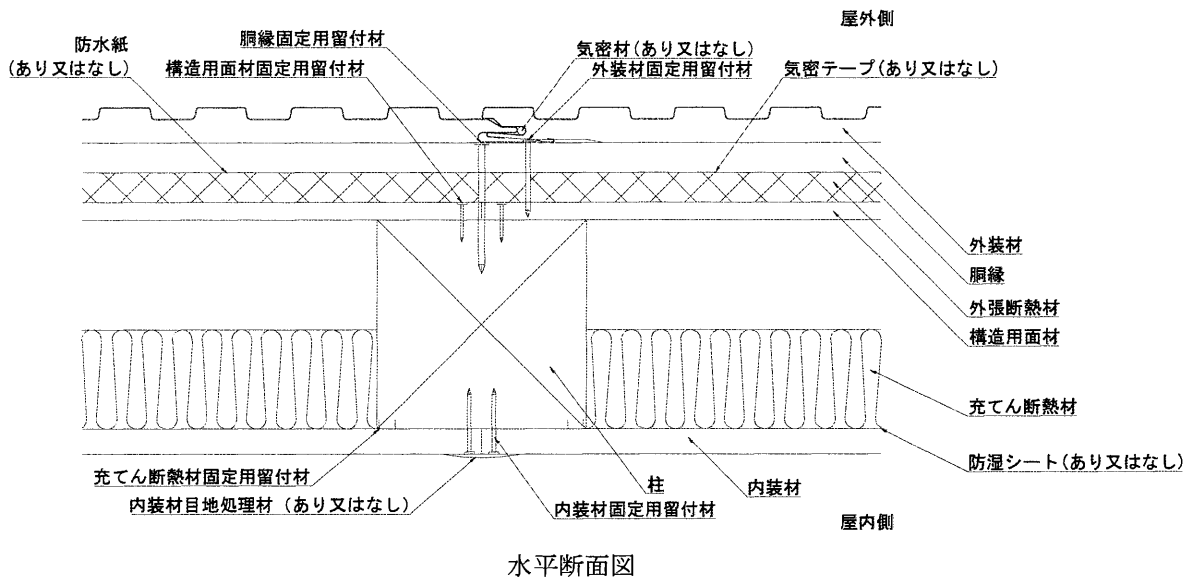 屋外側
胴縁固定用留付材
防水紙
(あり又はなし)
構造用面材固定用留付材
気密材(あり又はなし)
外装材固定用留付材
気密テープ(あり又はなし)
外装材
胴縁
外張断熱材
構造用面材
充てん断熱材
防湿シート(あり又はなし)
充てん断熱材固定用留付材
内装材目地処理材 (あり又はなし)
柱
内装材固定用留付材
内装材
屋内側
水平断面図